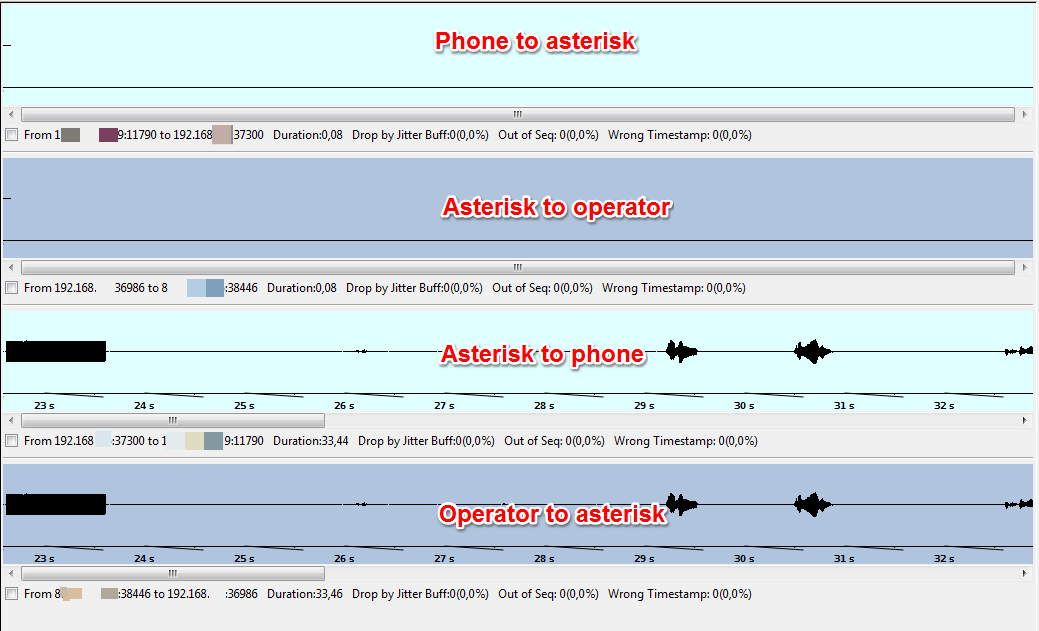 Phone to asterisk
From 1 9:11790 to 192.168 37300 Duration:0,08 Drop by Jitter Buff:0(0,0%) Out of Seq: 0(0,0%) Wrong Timestamp: 0(0,0%)
Asterisk to operator
From 192.168. 36986 to 8 :38446 Duration:0,08 Drop by Jitter Buff:0(0,0%) Out of Seq: 0(0,0%) Wrong Timestamp: 0(0,0%)
Asterisk to phone
23 s 24 s 25 s 26 s 27 s 28 s 29 s 30 s 31 s 32 s
From 192.168 :37300 to 1 9:11790 Duration:33,44 Drop by Jitter Buff:0(0,0%) Out of Seq: 0(0,0%) Wrong Timestamp: 0(0,0%)
Operator to asterisk
23 s 24 s 25 s 26 s 27 s 28 s 29 s 30 s 31 s 32 s
From 8 :38446 to 192.168. :36986 Duration:33,46 Drop by Jitter Buff:0(0,0%) Out of Seq: 0(0,0%) Wrong Timestamp: 0(0,0%)